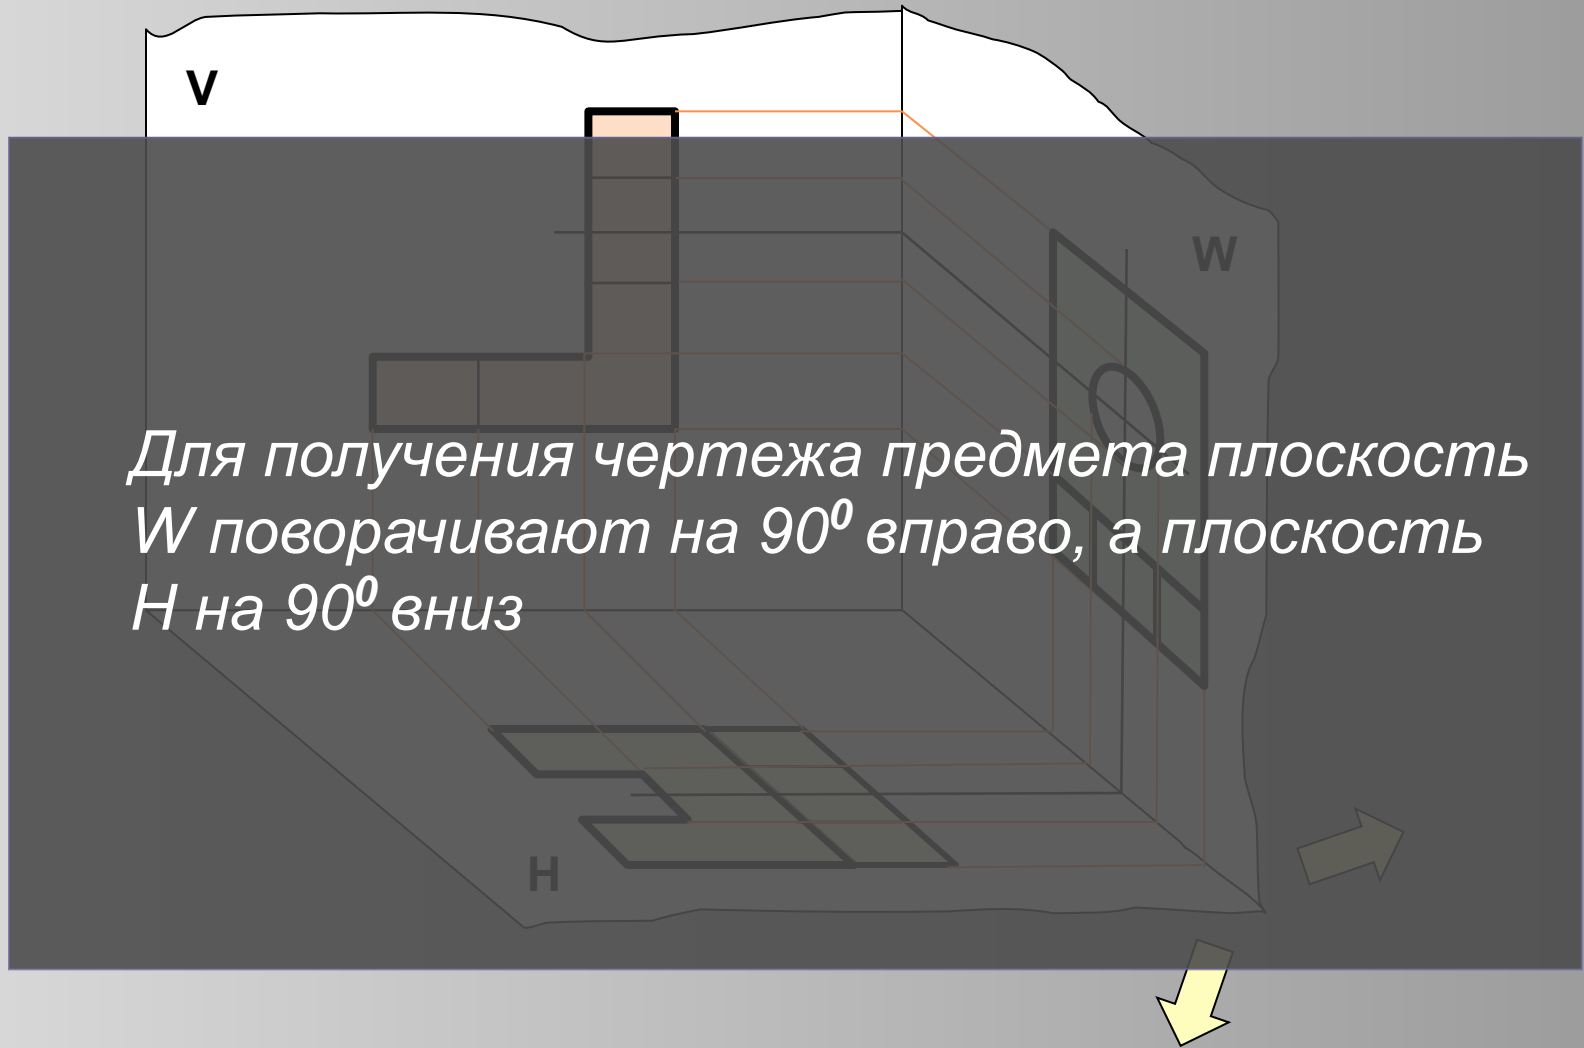 V
W
Для получения чертежа предмета плоскость
W поворачивают на 90⁰ вправо, а плоскость
H на 90⁰ вниз
H